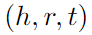 (h, r, t)